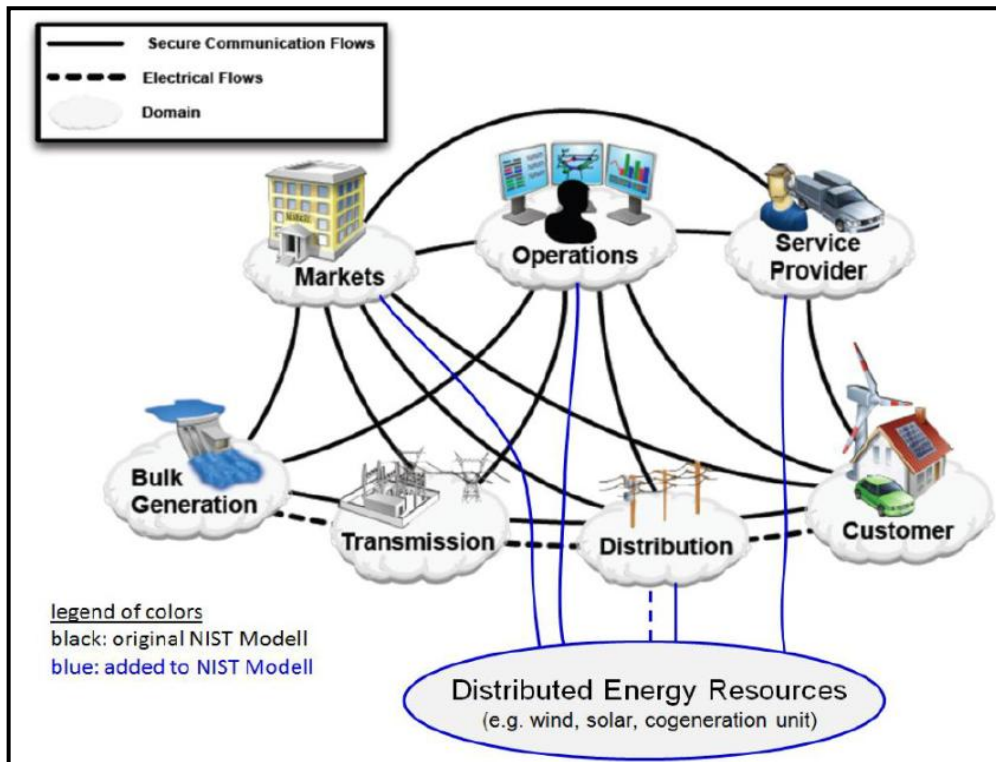 Secure Communication Flows
Electrical Flows
Domain
MARKET
Markets
Operations
Service
Provider
Bulk
Generation
Transmission
Distribution
Customer
legend of colors
black: original NIST Modell
blue: added to NIST Modell
Distributed Energy Resources
(e.g. wind, solar, cogeneration unit)